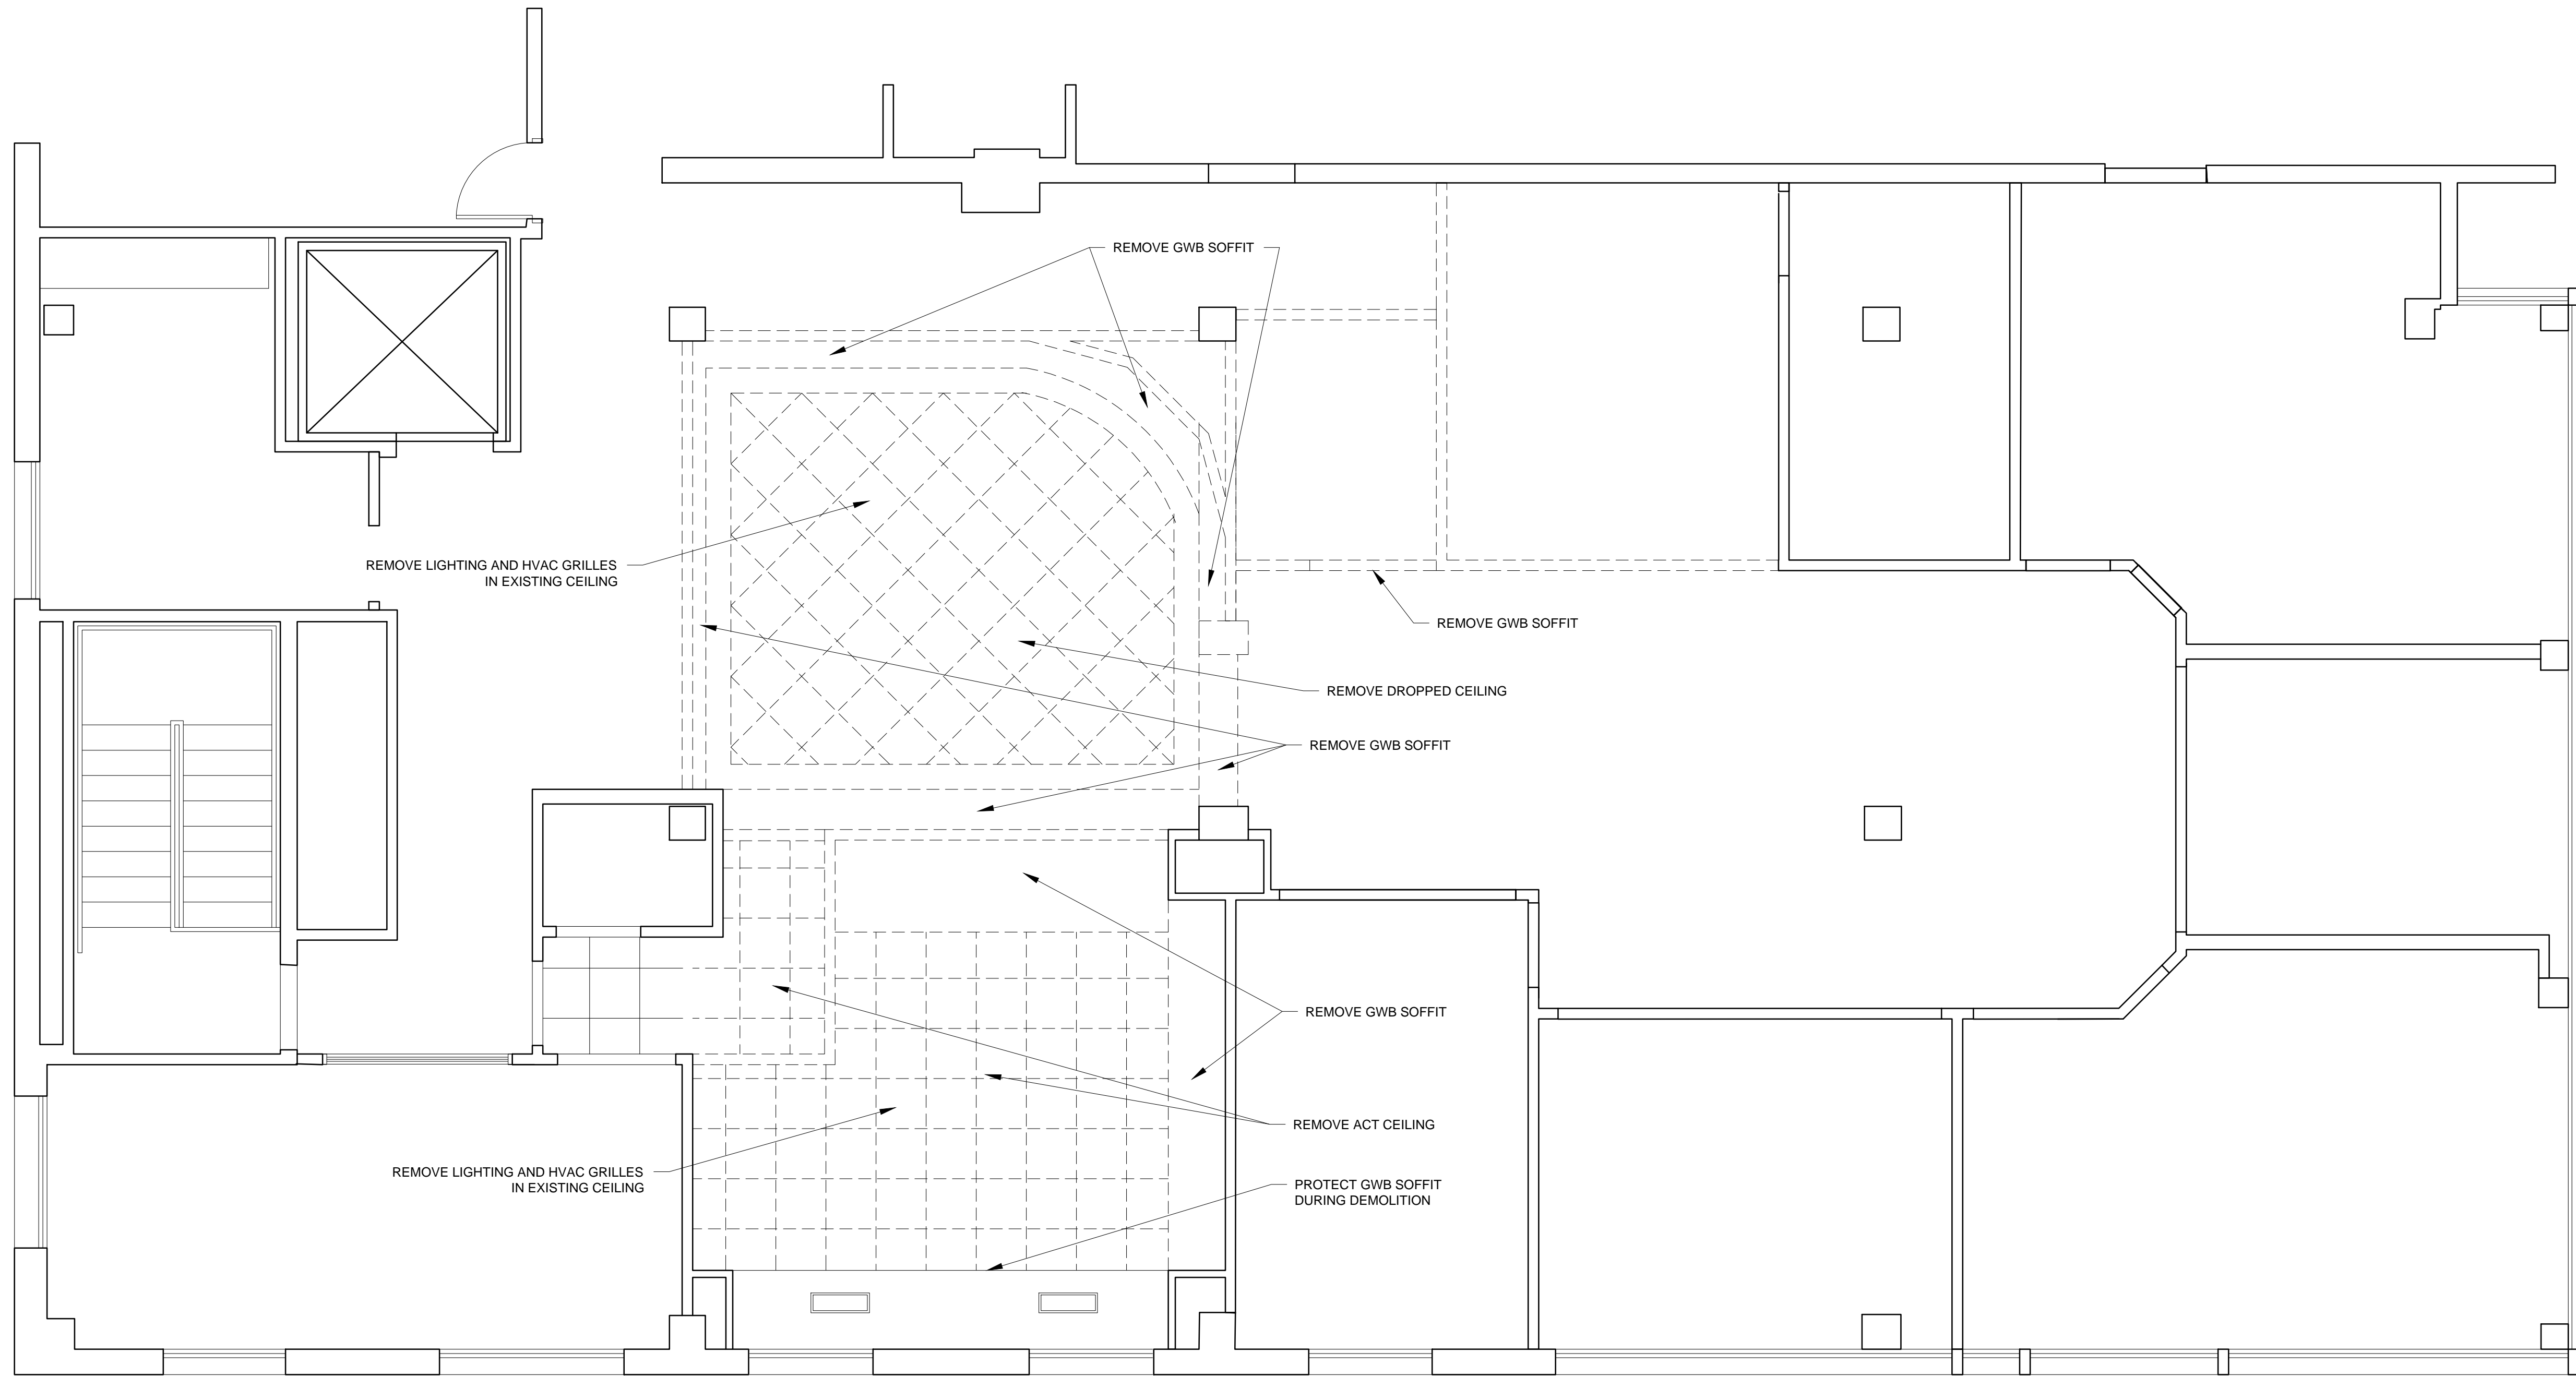 REMOVE GWB SOFFIT
REMOVE LIGHTING AND HVAC GRILLES
IN EXISTING CEILING
REMOVE GWB SOFFIT
REMOVE DROPPED CEILING
REMOVE GWB SOFFIT
REMOVE GWB SOFFIT
REMOVE ACT CEILING
REMOVE LIGHTING AND HVAC GRILLES
IN EXISTING CEILING
PROTECT GWB SOFFIT
DURING DEMOLITION